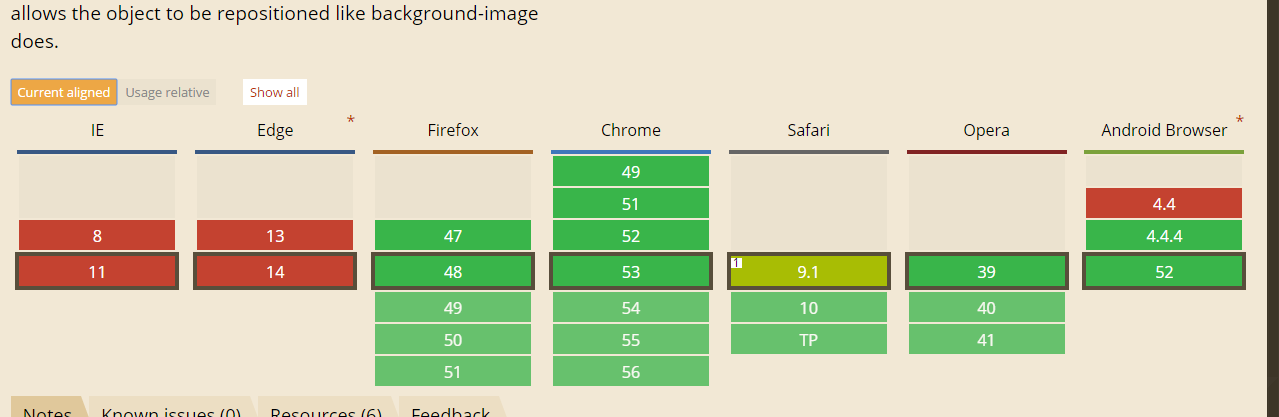 allows the object to be repositioned like background-image
does.
Current aligned Usage relative Show all
IE Edge * Firefox Chrome Safari Opera Android Browser *
49
51 4.4
8 13 47 52 4.4.4
11 14 48 53 1 9.1 39 52
49 54 10 40
50 55 TP 41
51 56
Notes Known issues (0) Resources (6) Feedback